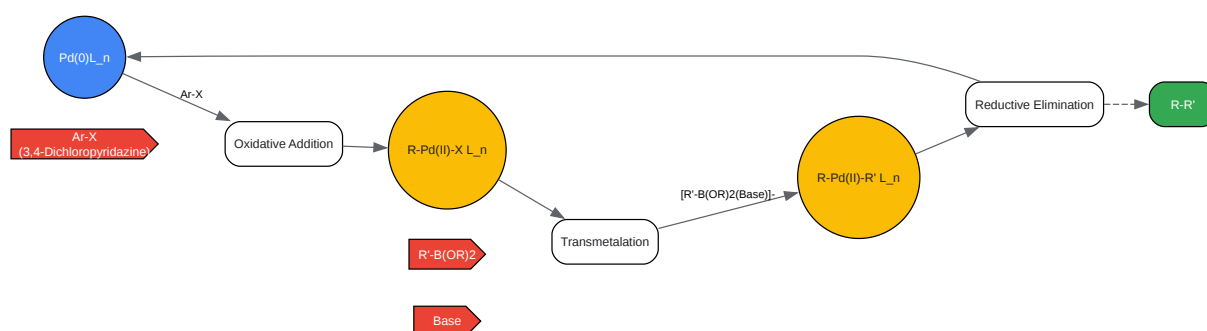 Pd(0)L_n
Ar-X
Ar-X
(3,4-Dichloropyridazine)
Oxidative Addition
R-Pd(II)-X L_n
R'-B(OR)2
Base
Transmetalation
[R'-B(OR)2(Base)]-
R-Pd(II)-R' L_n
Reductive Elimination
R-R'